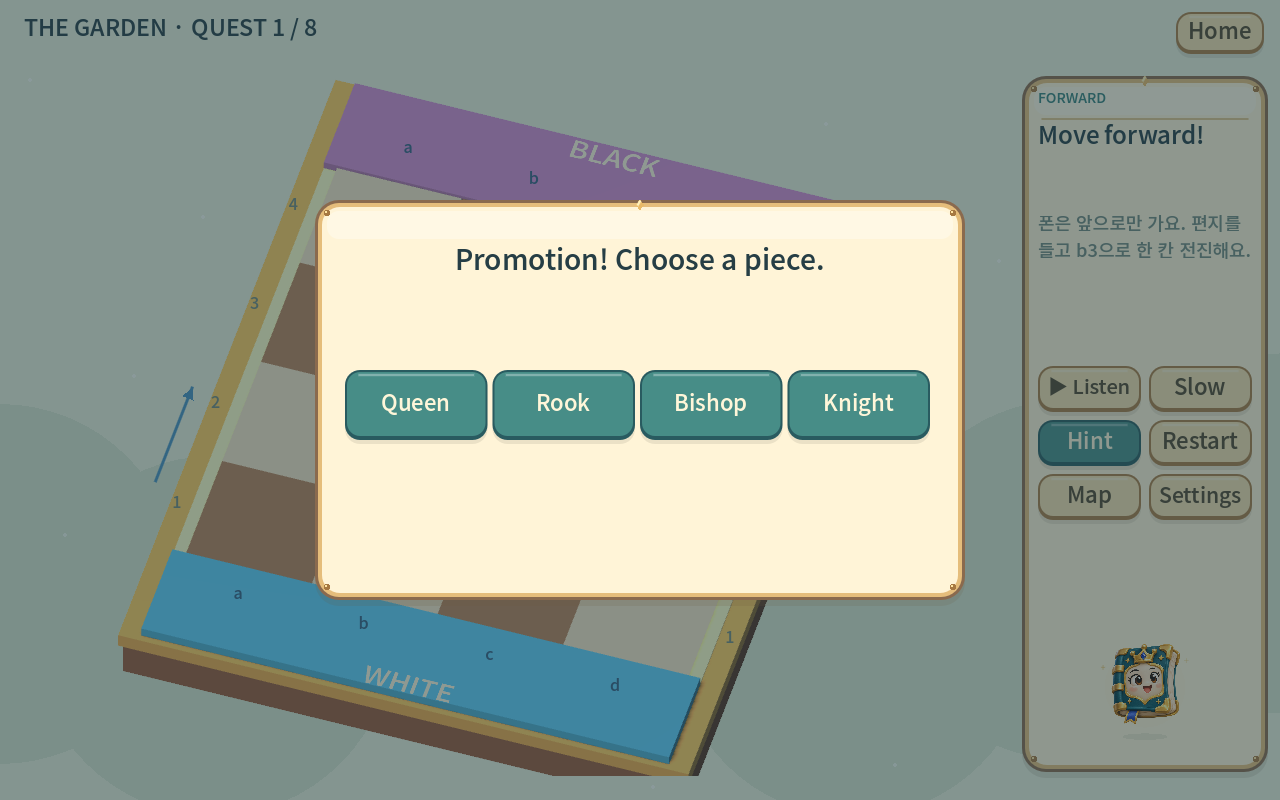 THE GARDEN · QUEST 1 / 8
Home
FORWARD
Move forward!
폰은 앞으로만 가요. 편지를
들고 b3으로 한 칸 전진해요.
▶ Listen
Slow
Hint
Restart
Map
Settings
BLACK
a
b
4
3
2
1
Promotion! Choose a piece.
Queen
Rook
Bishop
Knight
a
b
c
d
1
WHITE